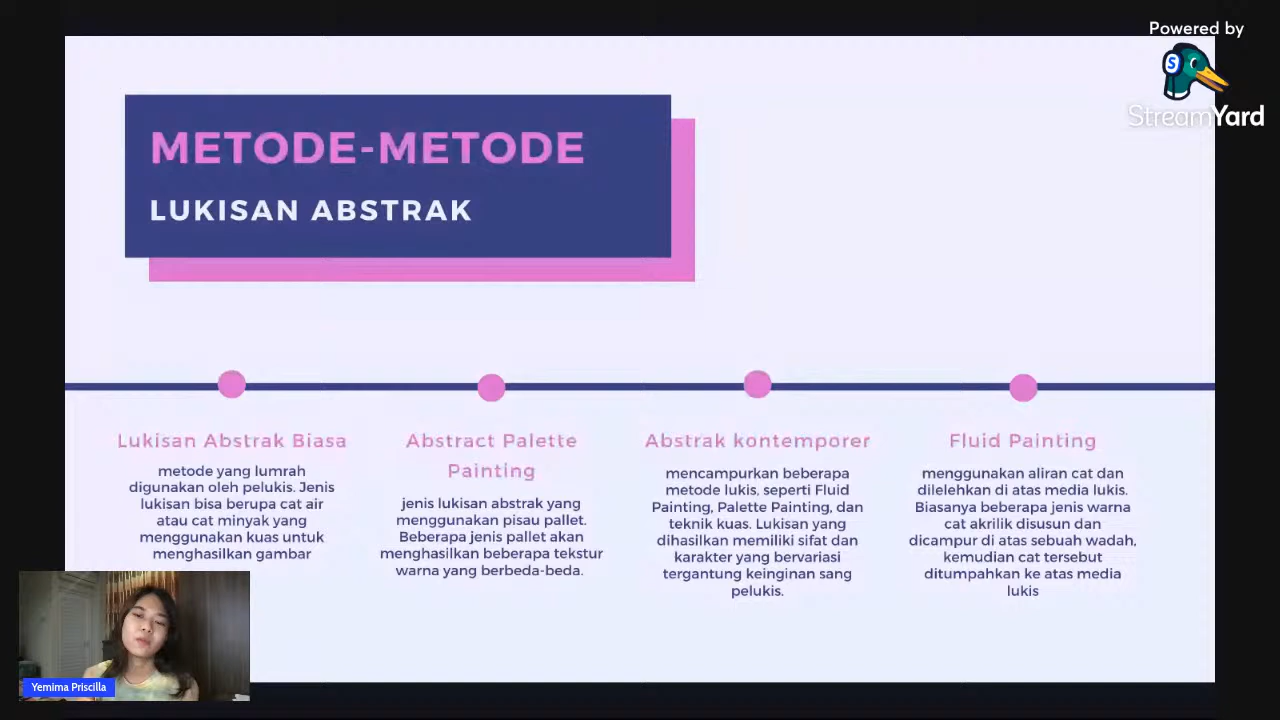 Powered by
StreamYard
METODE-METODE
LUKISAN ABSTRAK
Lukisan Abstrak Biasa
metode yang lumrah
digunakan oleh pelukis. Jenis
lukisan bisa berupa cat air
atau cat minyak yang
menggunakan kuas untuk
menghasilkan gambar
Abstract Palette
Painting
jenis lukisan abstrak yang
menggunakan pisau pallet.
Beberapa jenis pallet akan
menghasilkan beberapa tekstur
warna yang berbeda-beda.
Abstrak kontemporer
mencampurkan beberapa
metode lukis, seperti Fluid
Painting, Palette Painting, dan
teknik kuas. Lukisan yang
dihasilkan memiliki sifat dan
karakter yang bervariasi
tergantung keinginan sang
pelukis.
Fluid Painting
menggunakan aliran cat dan
dilelehkan di atas media lukis.
Biasanya beberapa jenis warna
cat akrilik disusun dan
dicampur di atas sebuah wadah,
kemudian cat tersebut
ditumpahkan ke atas media
lukis
Yemima Priscilla